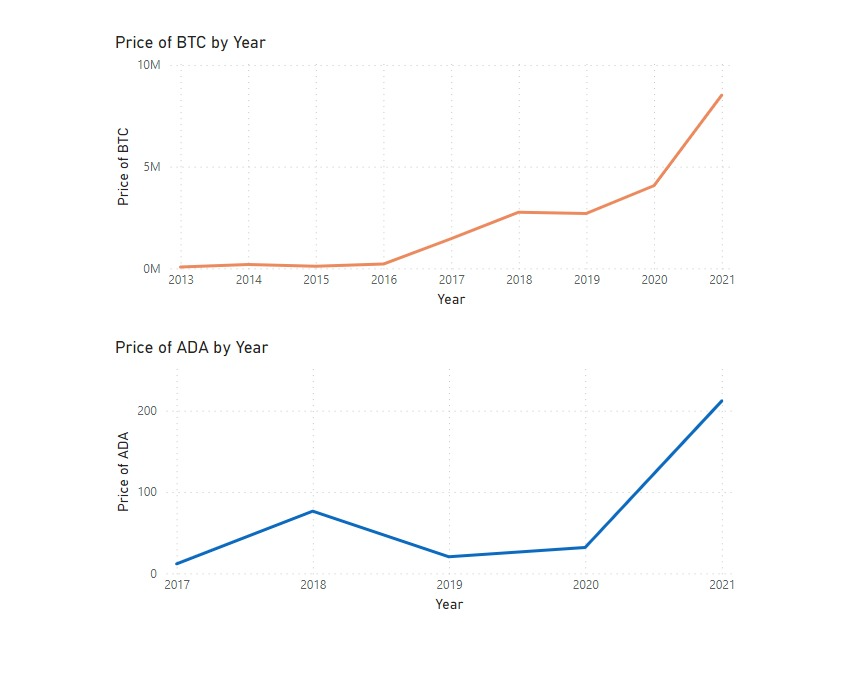 Price of BTC by Year
10M
5M
0M
Price of BTC
2013 2014 2015 2016 2017 2018 2019 2020 2021
Year
Price of ADA by Year
200
100
0
Price of ADA
2017 2018 2019 2020 2021
Year